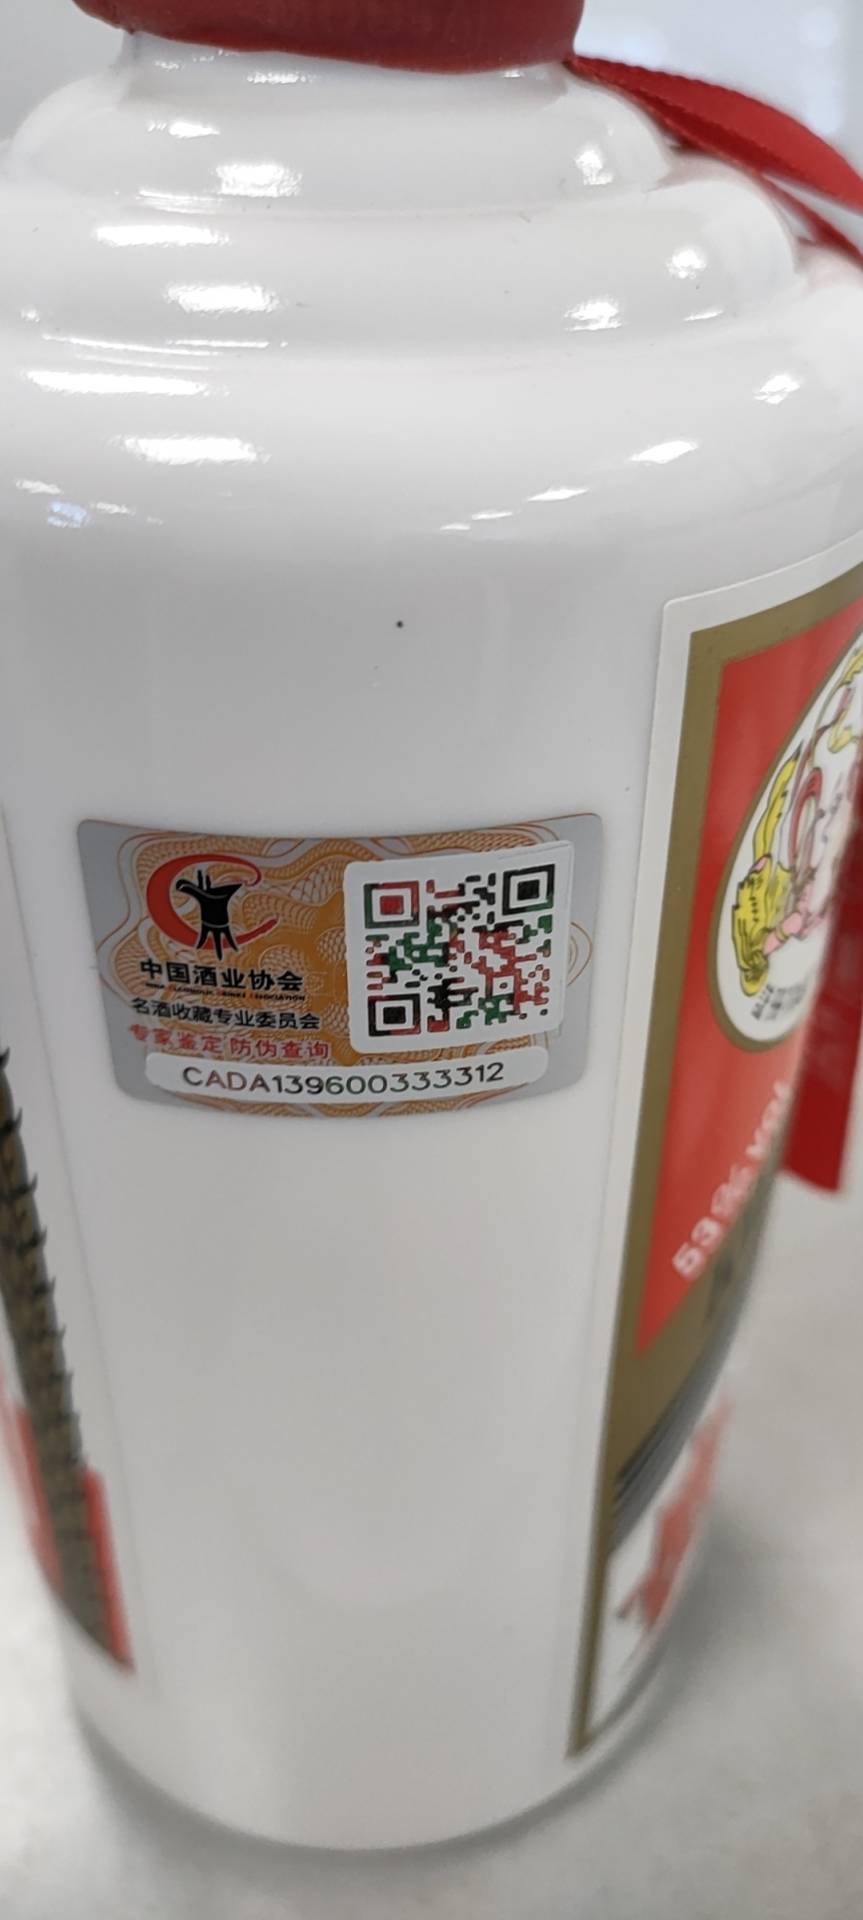 中国酒业协会
名酒收藏专业委员会
专家鉴定 防伪查询
CADA139600333312
53%